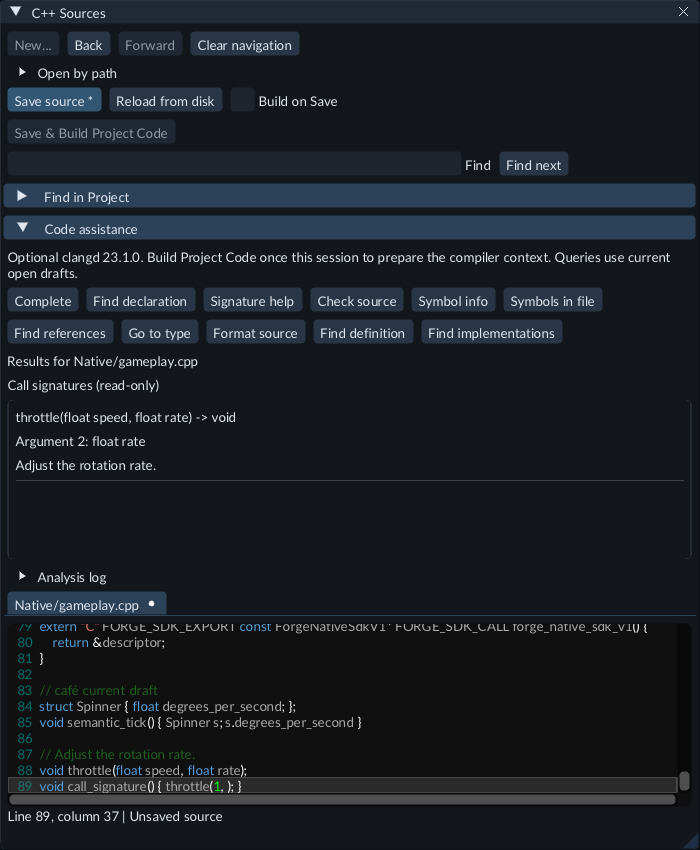 C++ Sources
New... Back Forward Clear navigation
Open by path
Save source * Reload from disk Build on Save
Save & Build Project Code
Find Find next
Find in Project
Code assistance
Optional clangd 23.1.0. Build Project Code once this session to prepare the compiler context. Queries use current
open drafts.
Complete Find declaration Signature help Check source Symbol info Symbols in file
Find references Go to type Format source Find definition Find implementations
Results for Native/gameplay.cpp
Call signatures (read-only)
throttle(float speed, float rate) -> void
Argument 2: float rate
Adjust the rotation rate.
Analysis log
Native/gameplay.cpp
79 extern "C" FORGE_SDK_EXPORT const ForgeNativeSdkV1* FORGE_SDK_CALL forge_native_sdk_v1() {
80 return &descriptor;
81 }
82
83 // café current draft
84 struct Spinner { float degrees_per_second; };
85 void semantic_tick() { Spinner s; s.degrees_per_second }
86
87 // Adjust the rotation rate.
88 void throttle(float speed, float rate);
89 void call_signature() { throttle(1, ); }
Line 89, column 37 | Unsaved source